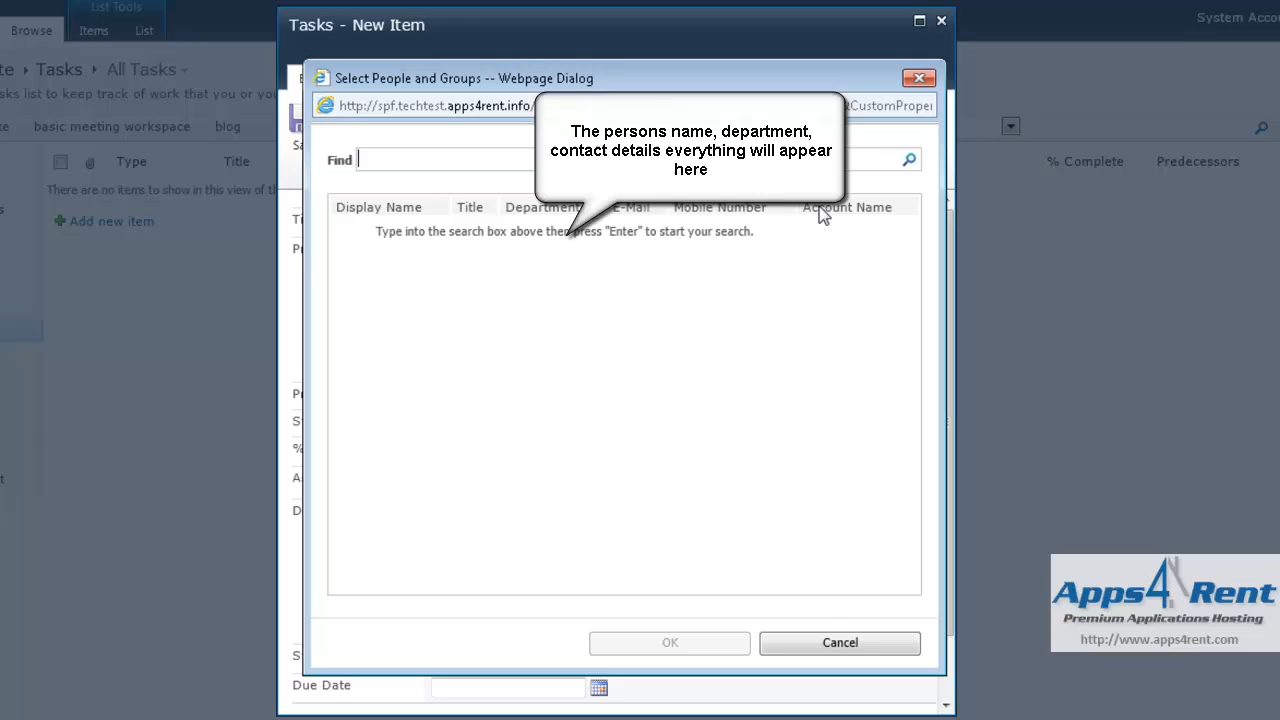 List Tools
Browse
Items
List
System Acco
Tasks - New Item
te ▸ Tasks ▸ All Tasks
sks list to keep track of work that you or you
Select People and Groups -- Webpage Dialog
http://spf.techtest.apps4rent.info/
CustomProper
basic meeting workspace
blog
The persons name, department,
contact details everything will appear
here
Find
Type
Title
% Complete
Predecessors
There are no items to show in this view of th
Add new item
Display Name
Title
Department
E-Mail
Mobile Number
Account Name
Type into the search box above then press "Enter" to start your search.
OK
Cancel
Due Date
Apps4Rent
Premium Applications Hosting
http://www.apps4rent.com